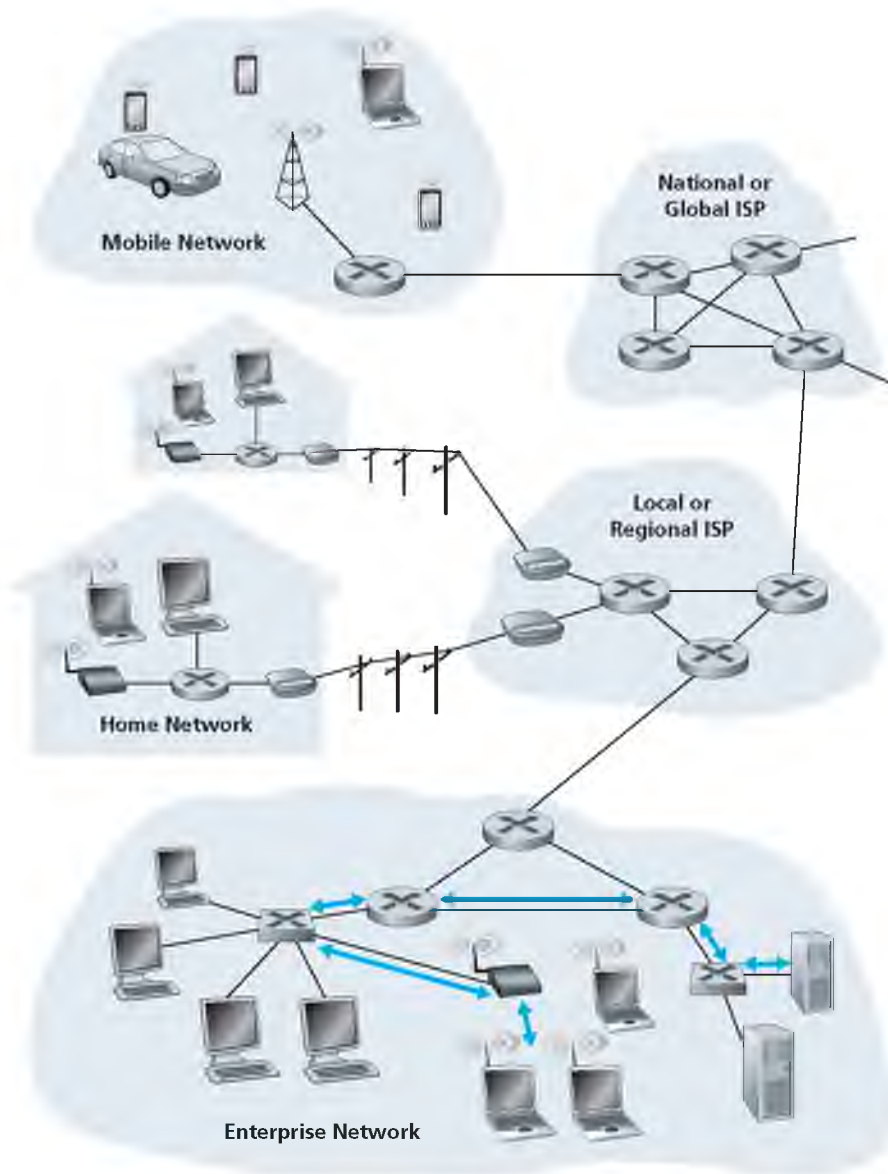 National or
Global ISP
Mobile Network
Local or
Regional ISP
Home Network
Enterprise Network